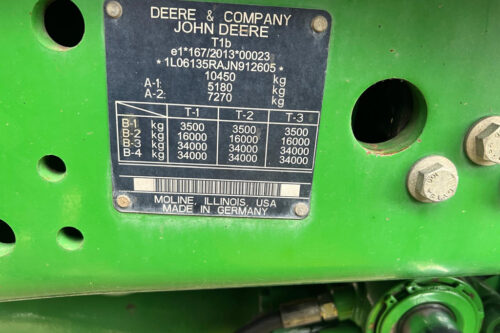 DEERE & COMPANY
JOHN DEERE
T1b
e1*167/2013*00023
*1L06135RAJN912605*
10450 kg
A-1: 5180 kg
A-2: 7270 kg
T-1 T-2 T-3
B-1 kg 3500 3500 3500
B-2 kg 16000 16000 16000
B-3 kg 34000 34000 34000
B-4 kg 34000 34000 34000
MOLINE, ILLINOIS, USA
MADE IN GERMANY